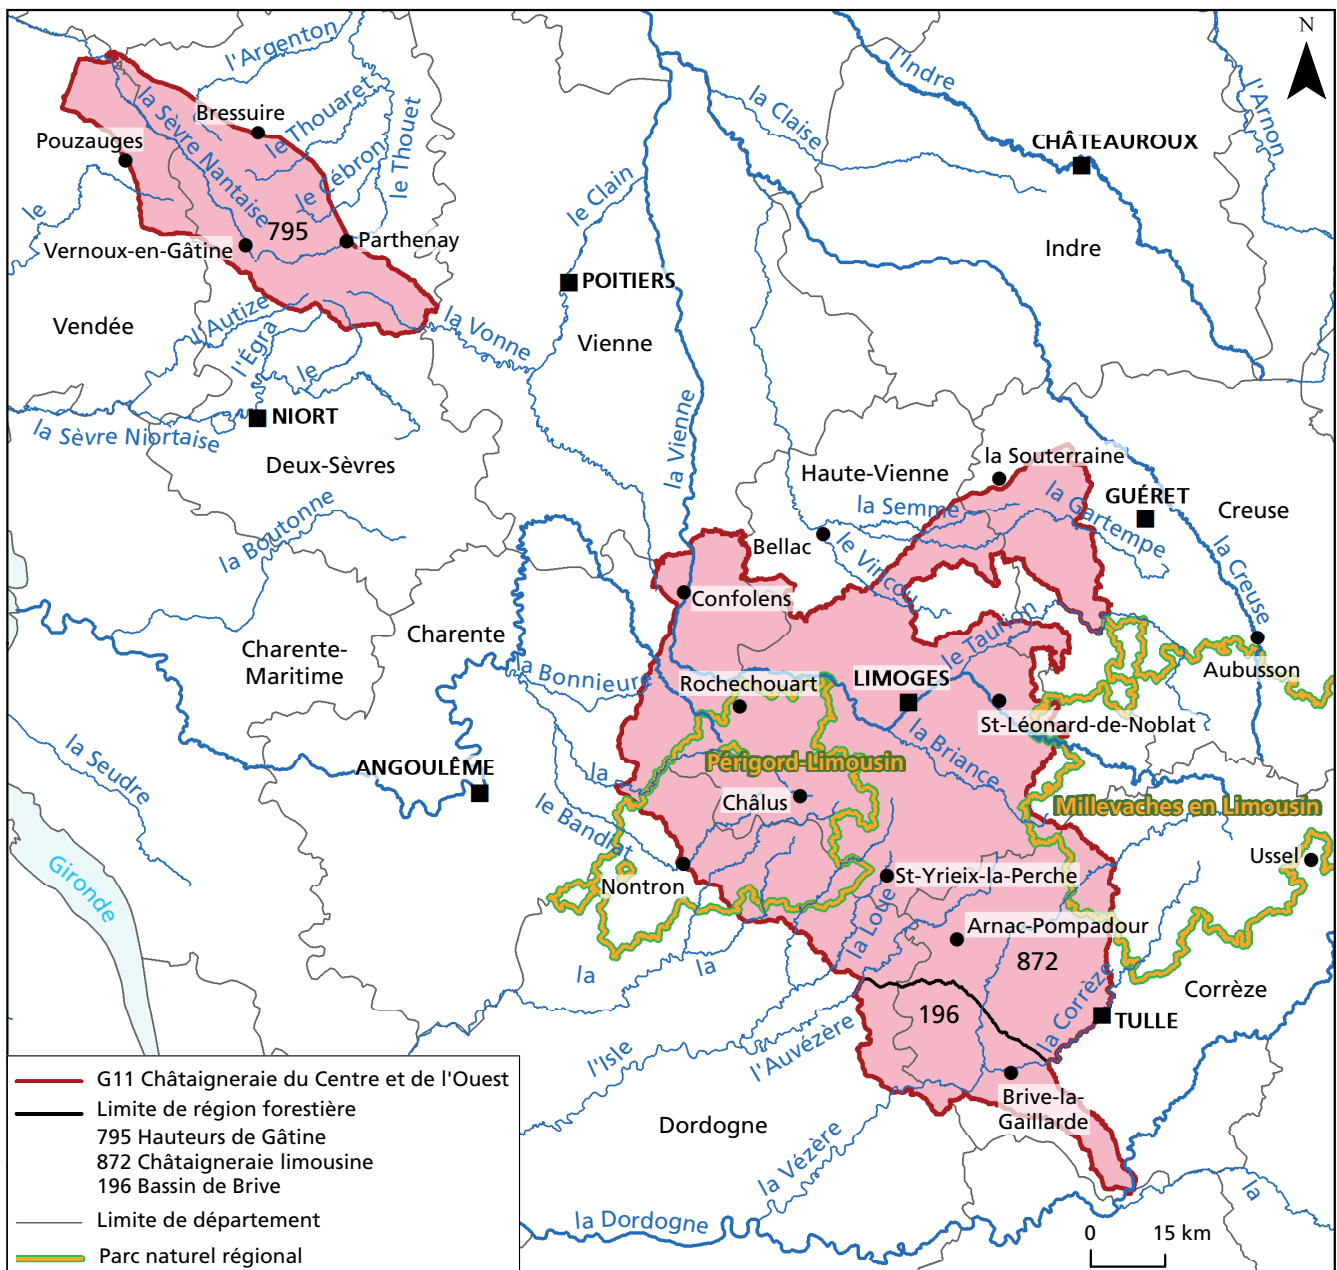 N
l'Argenton
l'Indre
l'Arnon
la Claise
Bressuire
le Thouaret
le Thouet
la Sèvre Nantaise
Pouzauges
CHÂTEAUROUX
le Cébron
le Clain
le
795
Parthenay
Vernoux-en-Gâtine
Indre
POITIERS
l'Autize
la Vonne
Vendée
Vienne
l'Égra
le
NIORT
la Sèvre Niortaise
la Vienne
Deux-Sèvres
la Souterraine
Haute-Vienne
GUÉRET
la Semme
la Gartempe
Creuse
la Boutonne
Bellac
le Vincou
la Creuse
Confolens
Charente
le Taurion
Charente-
Maritime
la Bonnieure
Rochechouart
LIMOGES
Aubusson
St-Léonard-de-Noblat
la Briance
la Seudre
ANGOULÊME
Périgord-Limousin
la
Châlus
Millevaches en Limousin
le Bandiat
Gironde
Ussel
Nontron
St-Yrieix-la-Perche
la Loue
Arnac-Pompadour
872
la
la
Corrèze
la Corrèze
196
TULLE
l'Isle
l'Auvézère
Brive-la-
Gaillarde
Dordogne
la Vézère
la
la Dordogne
G11 Châtaigneraie du Centre et de l'Ouest
Limite de région forestière
795 Hauteurs de Gâtine
872 Châtaigneraie limousine
196 Bassin de Brive
Limite de département
Parc naturel régional
0 15 km